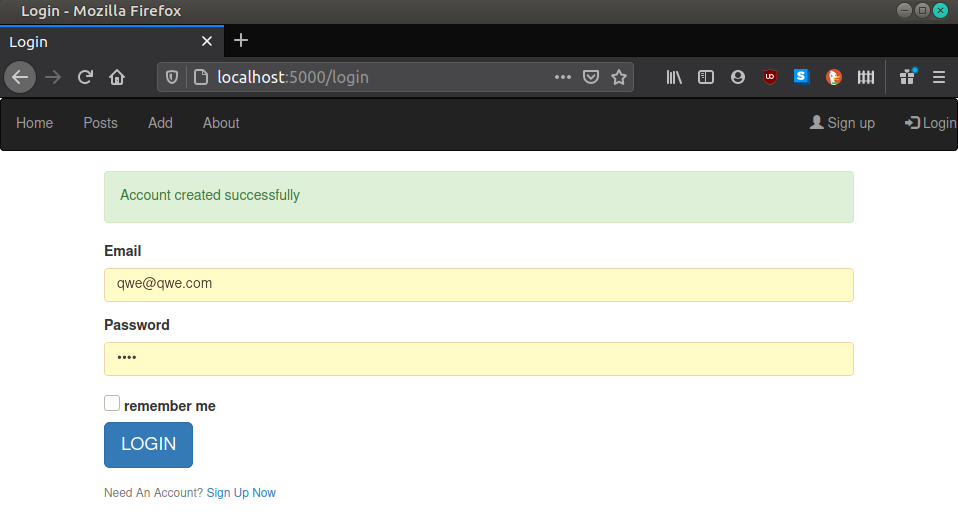 Login - Mozilla Firefox
Login
localhost:5000/login
Home Posts Add About Sign up Login
Account created successfully
Email
qwe@qwe.com
Password
••••
remember me
LOGIN
Need An Account? Sign Up Now